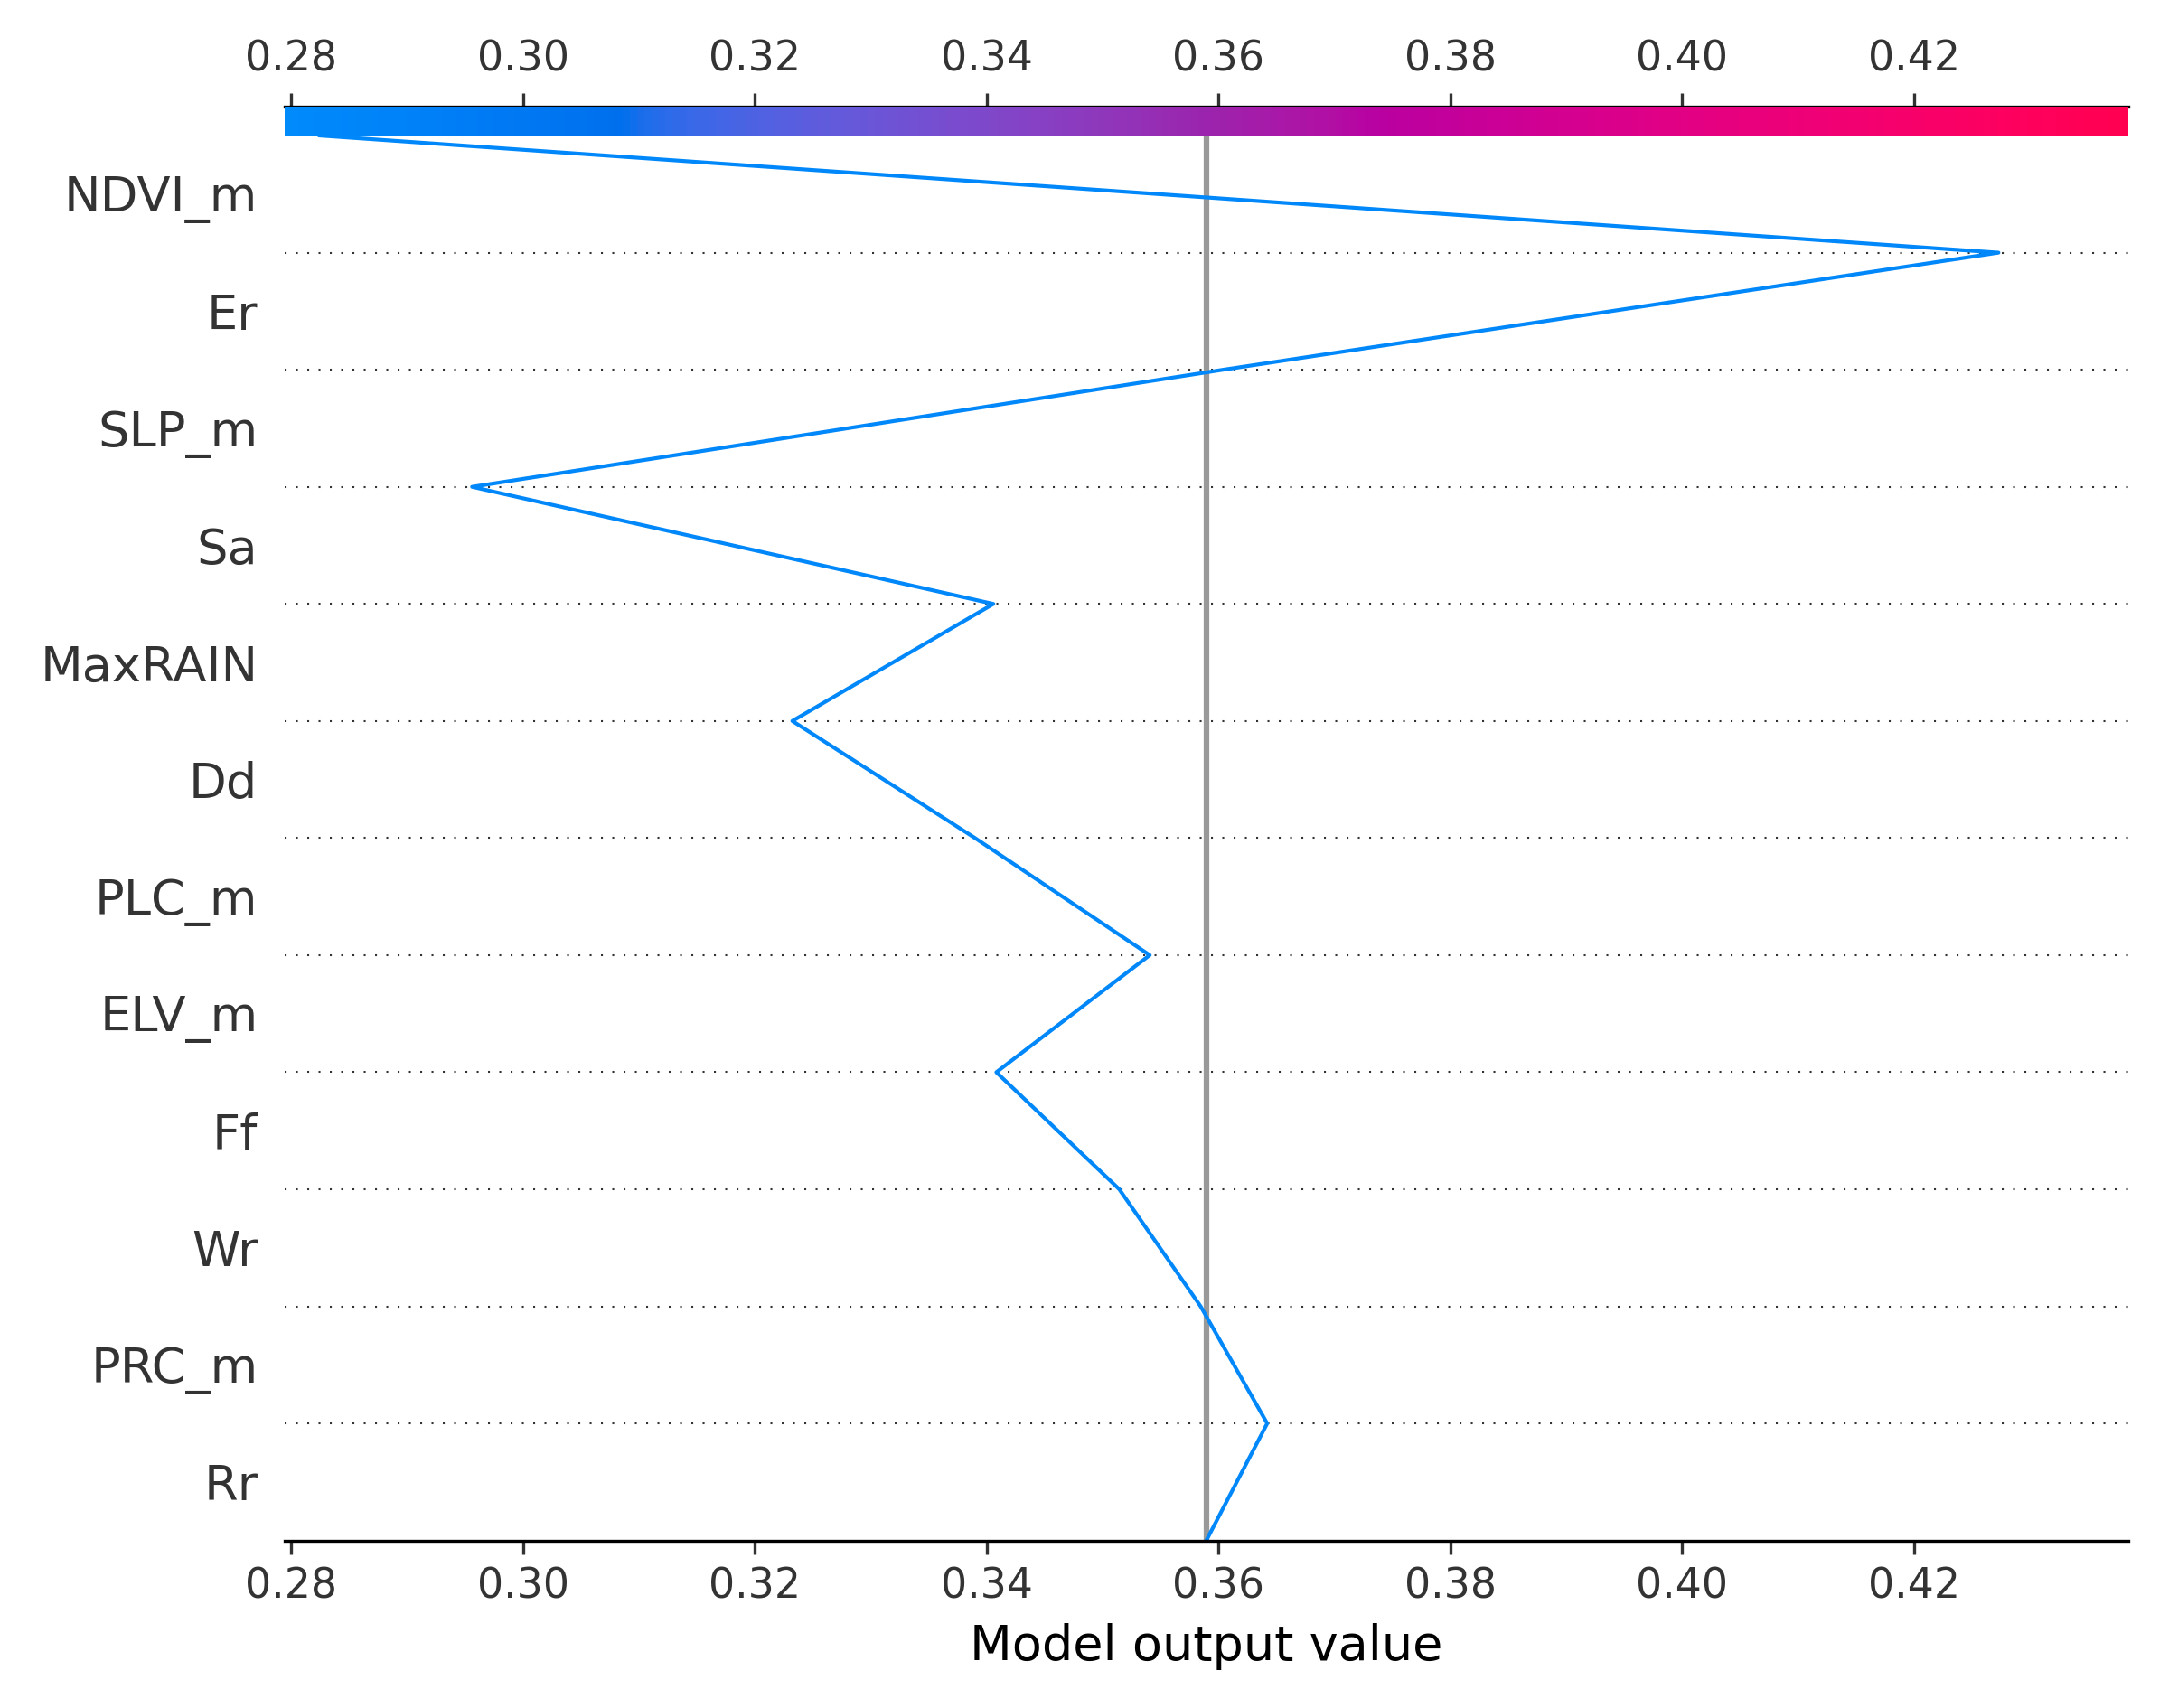 0.28 0.30 0.32 0.34 0.36 0.38 0.40 0.42
NDVI_m
Er
SLP_m
Sa
MaxRAIN
Dd
PLC_m
ELV_m
Ff
Wr
PRC_m
Rr
0.28 0.30 0.32 0.34 0.36 0.38 0.40 0.42
Model output value